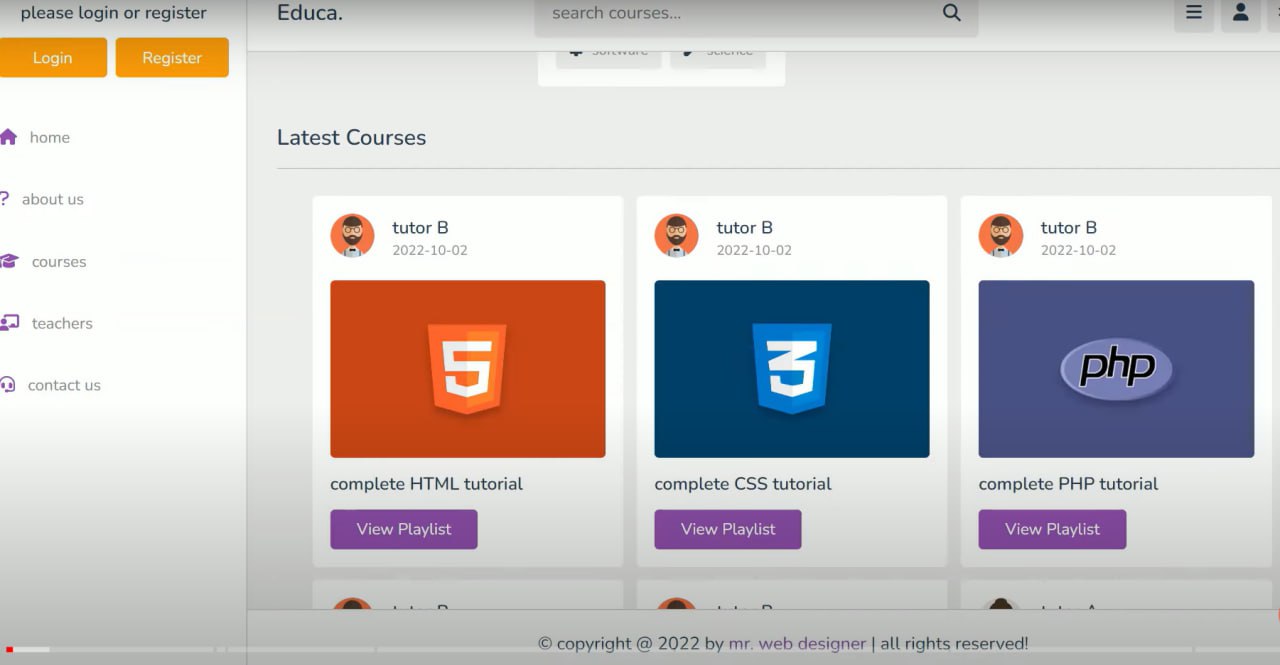 please login or register
Login
Register
home
about us
courses
teachers
contact us
Educa.
search courses...
software
science
Latest Courses
tutor B
2022-10-02
5
complete HTML tutorial
View Playlist
tutor B
2022-10-02
3
complete CSS tutorial
View Playlist
tutor B
2022-10-02
php
complete PHP tutorial
View Playlist
© copyright @ 2022 by mr. web designer | all rights reserved!